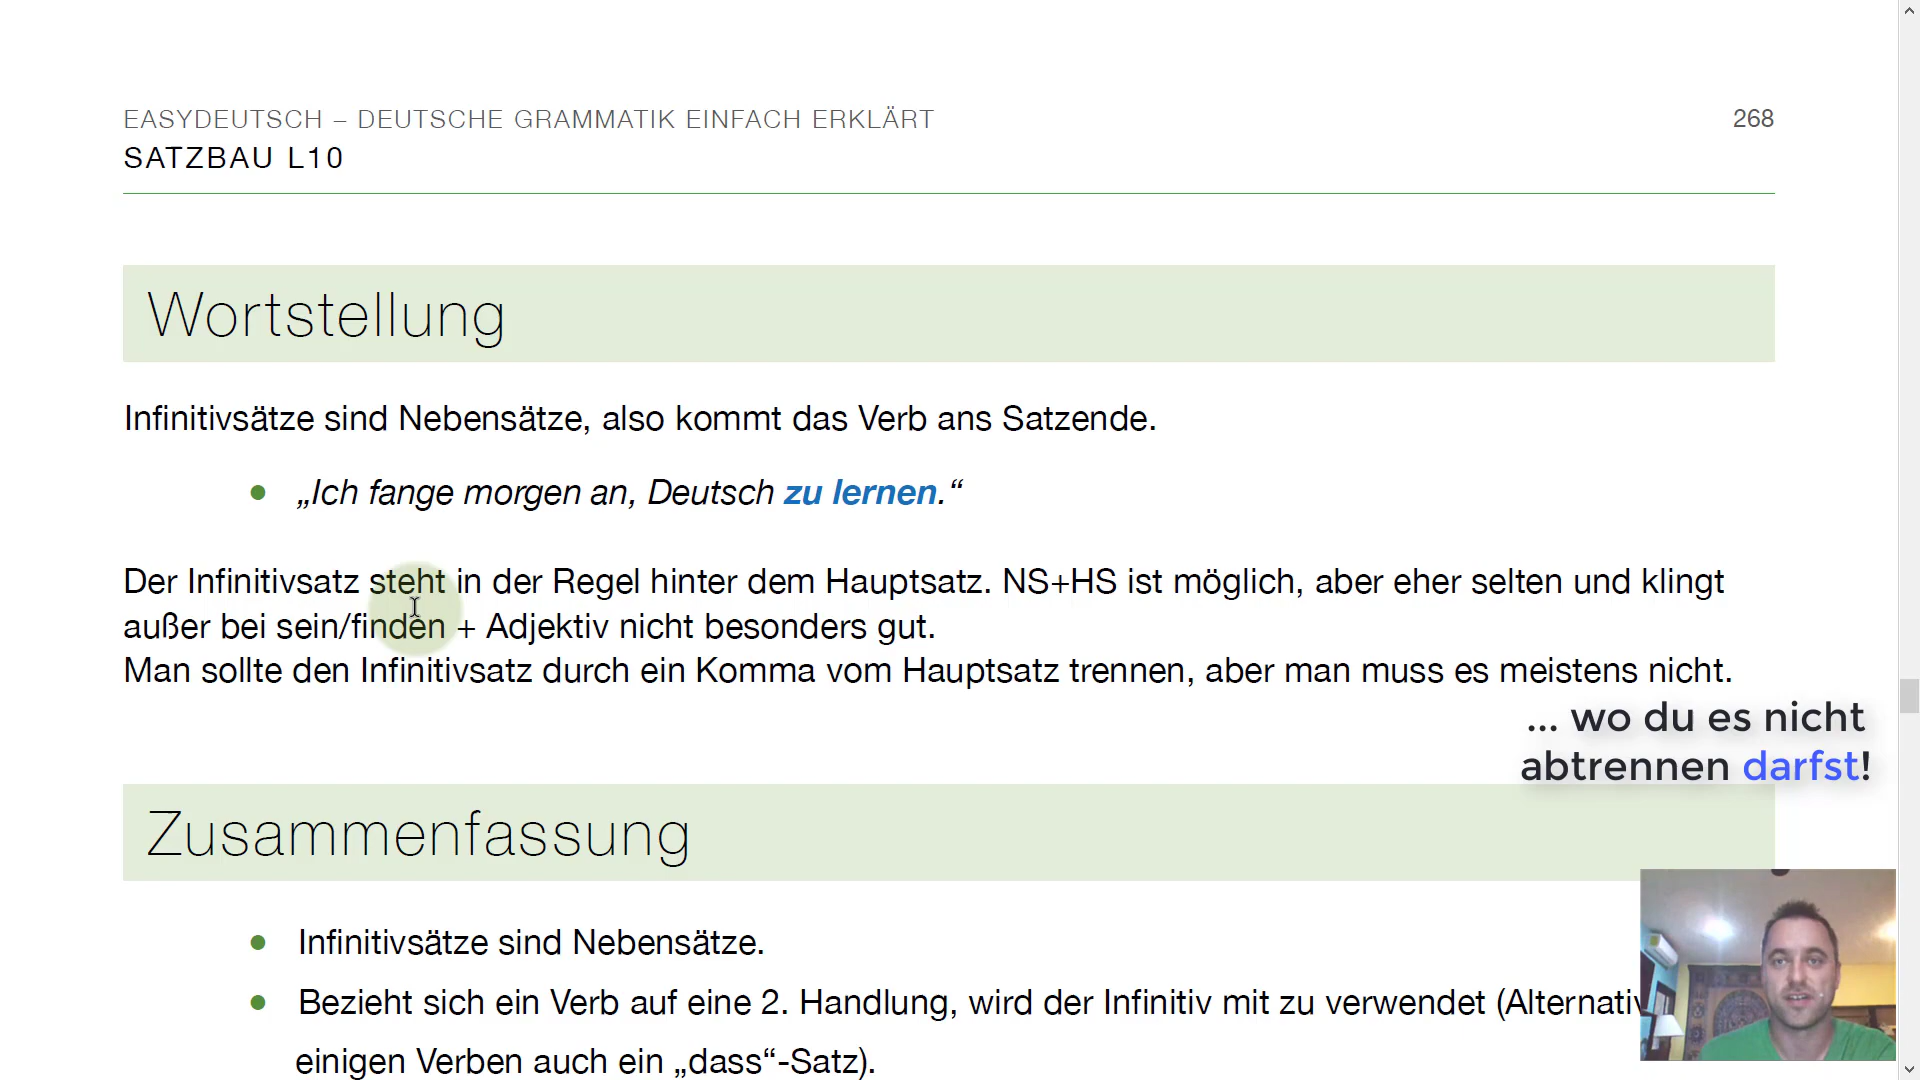 EASYDEUTSCH – DEUTSCHE GRAMMATIK EINFACH ERKLÄRT 268
SATZBAU L10
Wortstellung
Infinitivsätze sind Nebensätze, also kommt das Verb ans Satzende.
• „Ich fange morgen an, Deutsch zu lernen.“
Der Infinitivsatz steht in der Regel hinter dem Hauptsatz. NS+HS ist möglich, aber eher selten und klingt
außer bei sein/finden + Adjektiv nicht besonders gut.
Man sollte den Infinitivsatz durch ein Komma vom Hauptsatz trennen, aber man muss es meistens nicht.
... wo du es nicht
abtrennen darfst!
Zusammenfassung
• Infinitivsätze sind Nebensätze.
• Bezieht sich ein Verb auf eine 2. Handlung, wird der Infinitiv mit zu verwendet
einigen Verben auch ein „dass“-Satz).